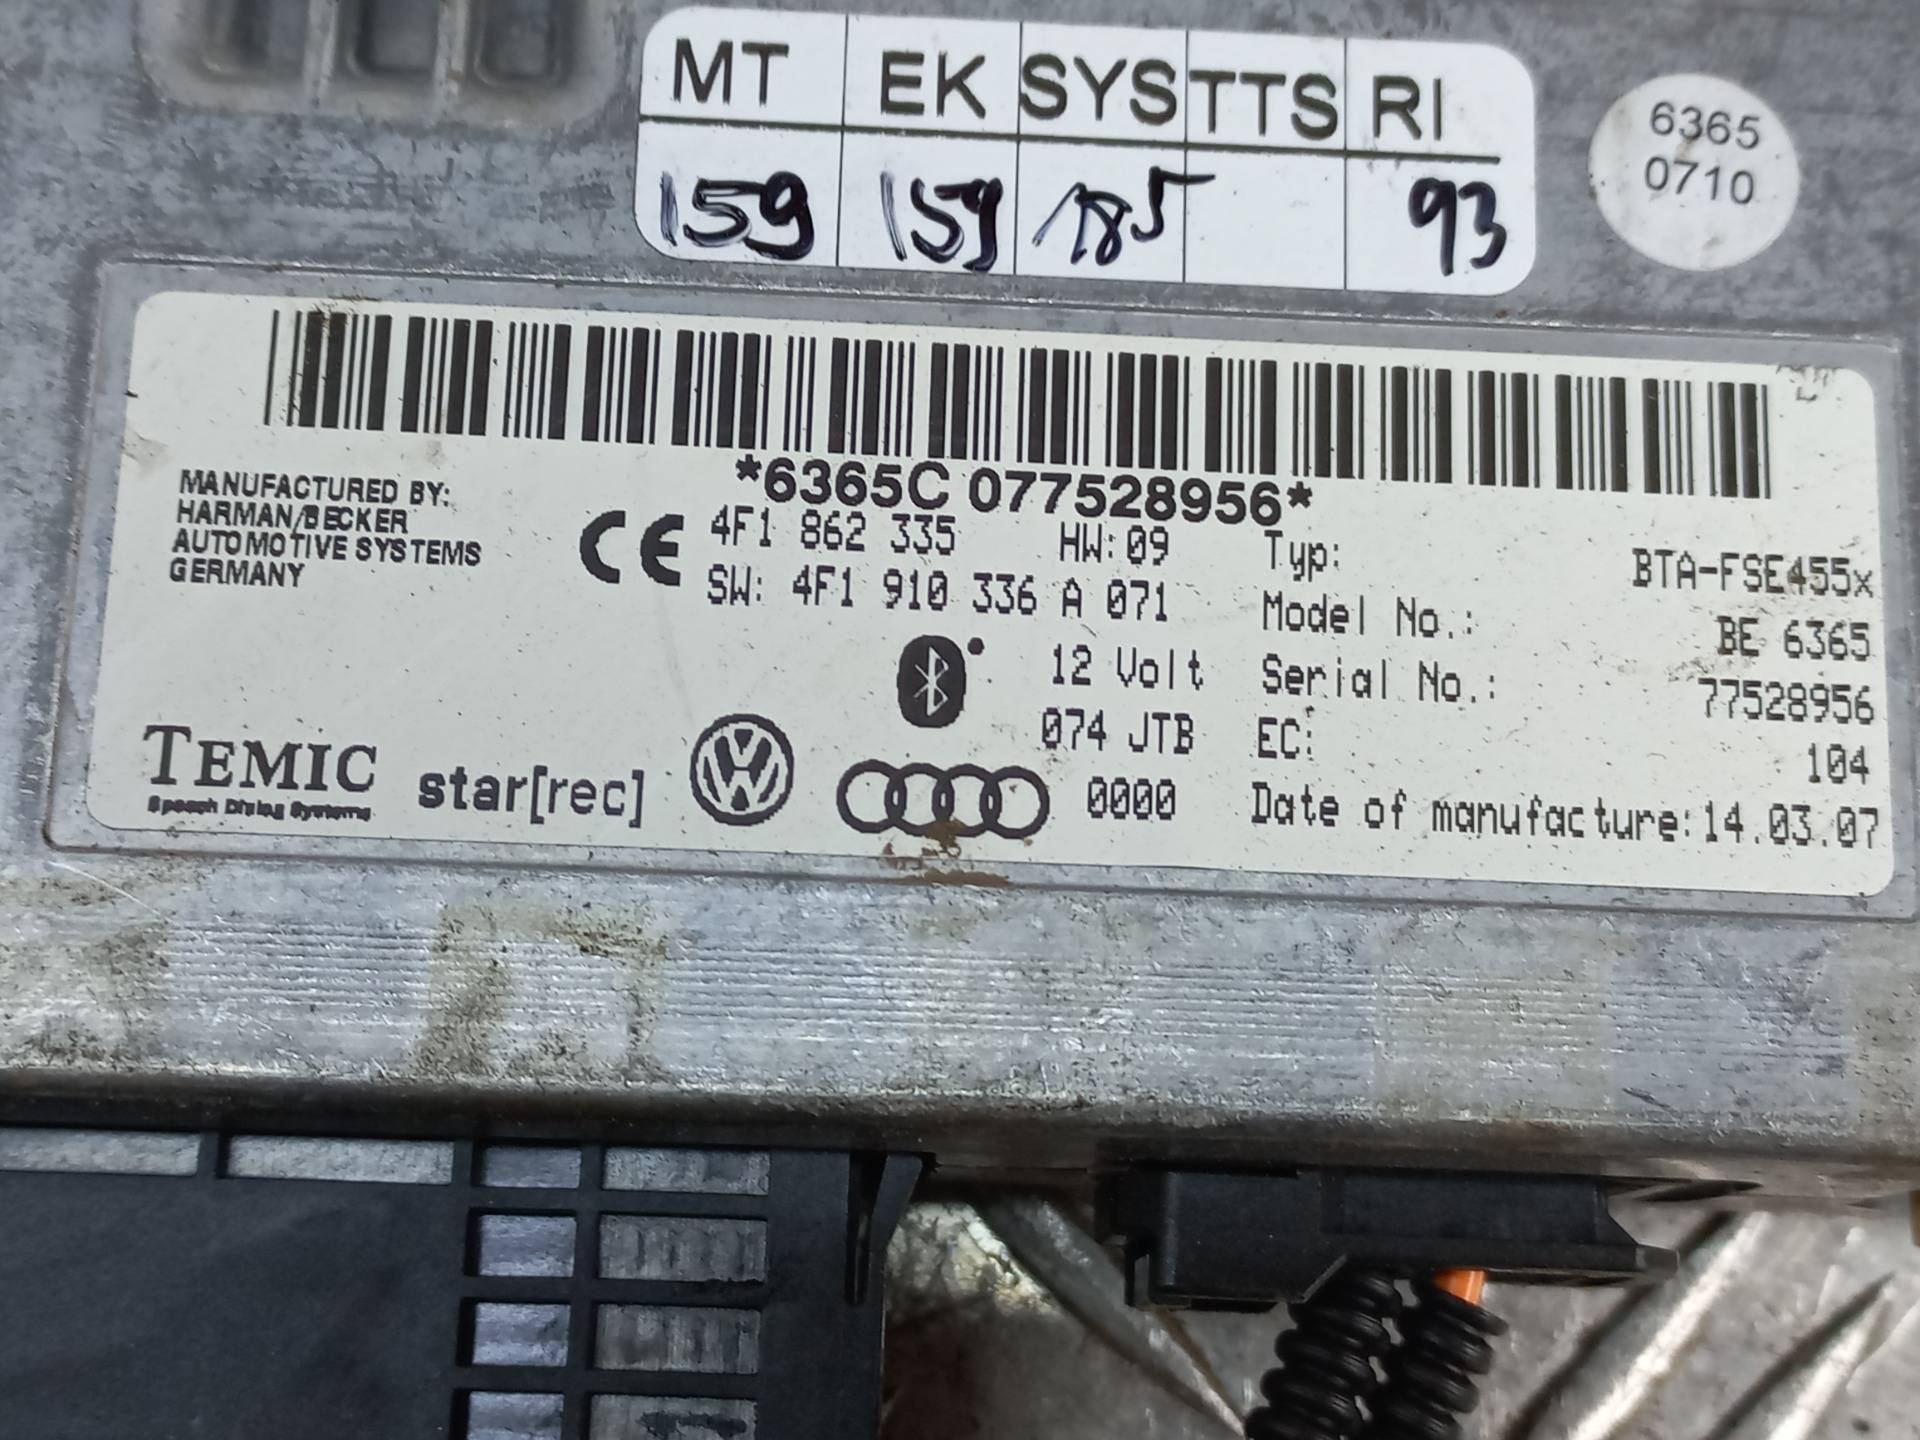 MT EK SYS TTS RI
159 159 185 93
6365
0710
*6365C 077528956*
MANUFACTURED BY:
HARMAN/BECKER
AUTOMOTIVE SYSTEMS
GERMANY
CE
4F1 862 335 HW:09
SW: 4F1 910 336 A 071
12 Volt
074 JTB
0000
Typ: BTA-FSE455x
Model No.: BE 6365
Serial No.: 77528956
EC: 104
Date of manufacture: 14.03.07
TEMIC
Speech Dialog Systems
star[rec]